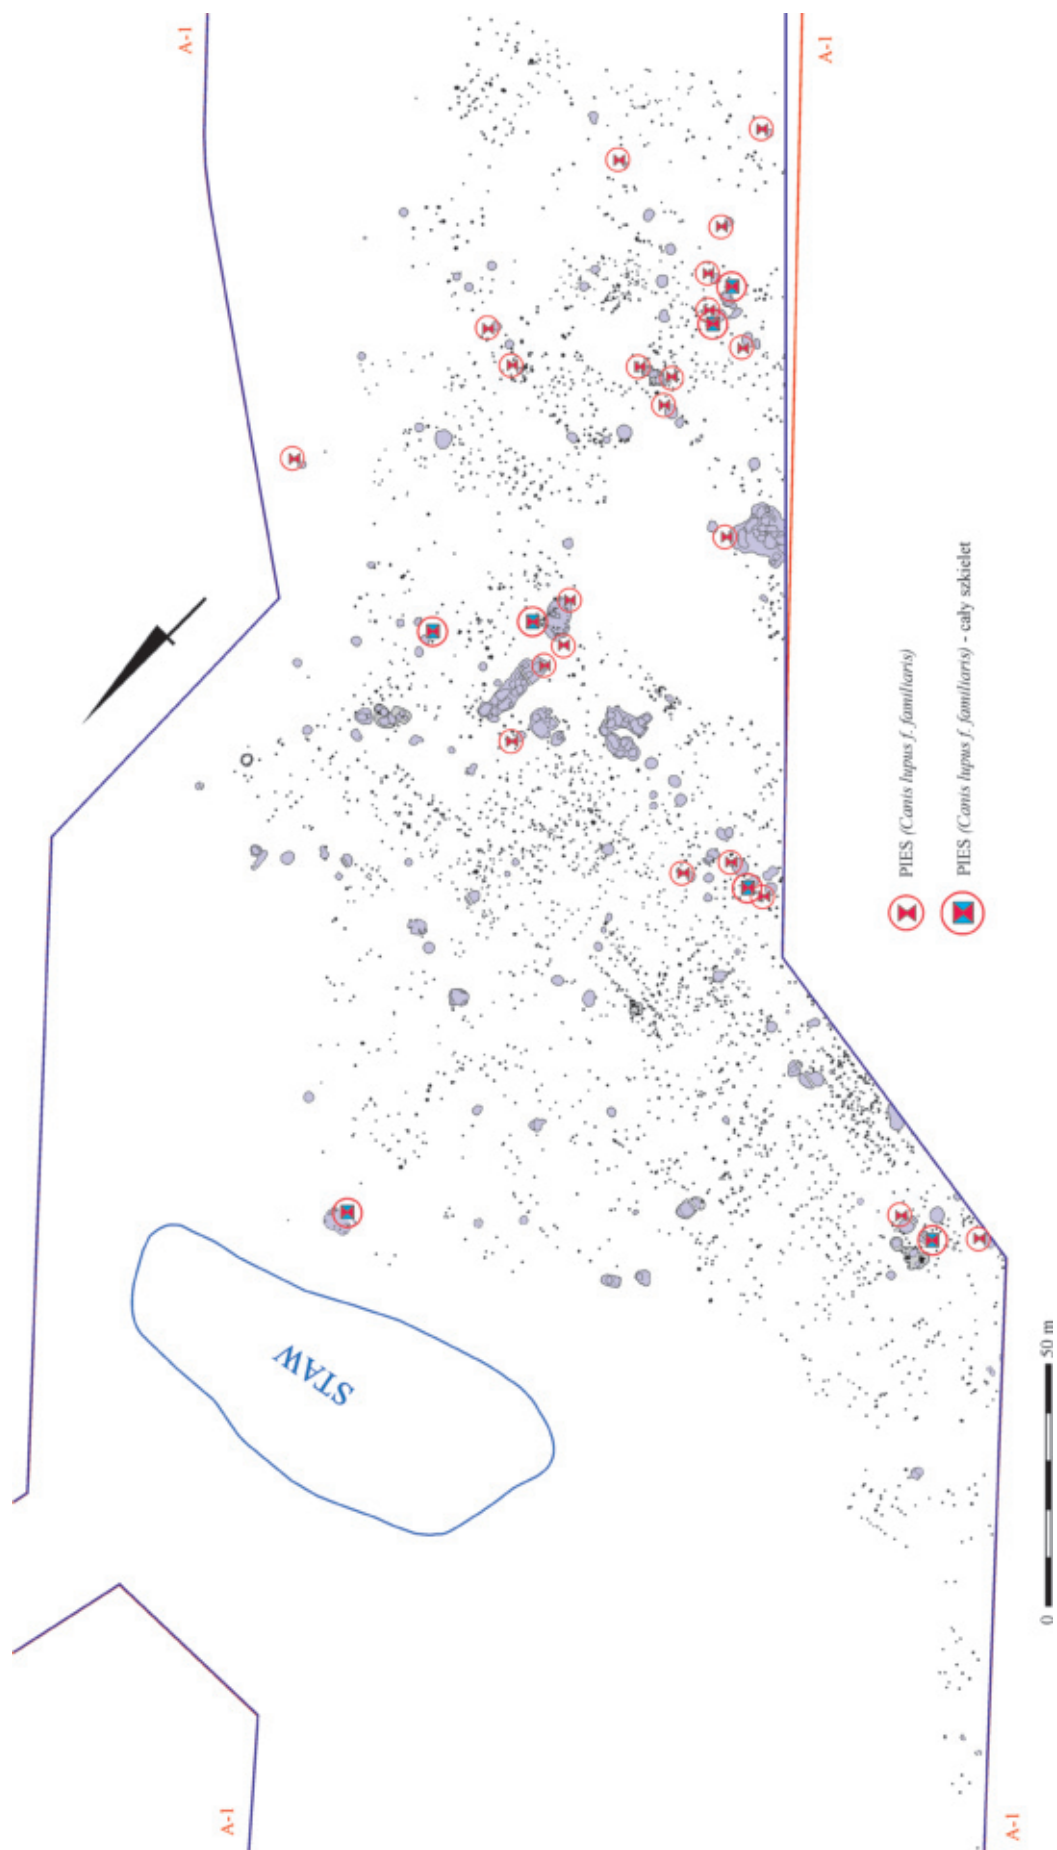 A-1
A-1
STAW
PIES (Canis lupus f. familiaris)
PIES (Canis lupus f. familiaris) - cały szkielet
0 50 m
A-1
A-1